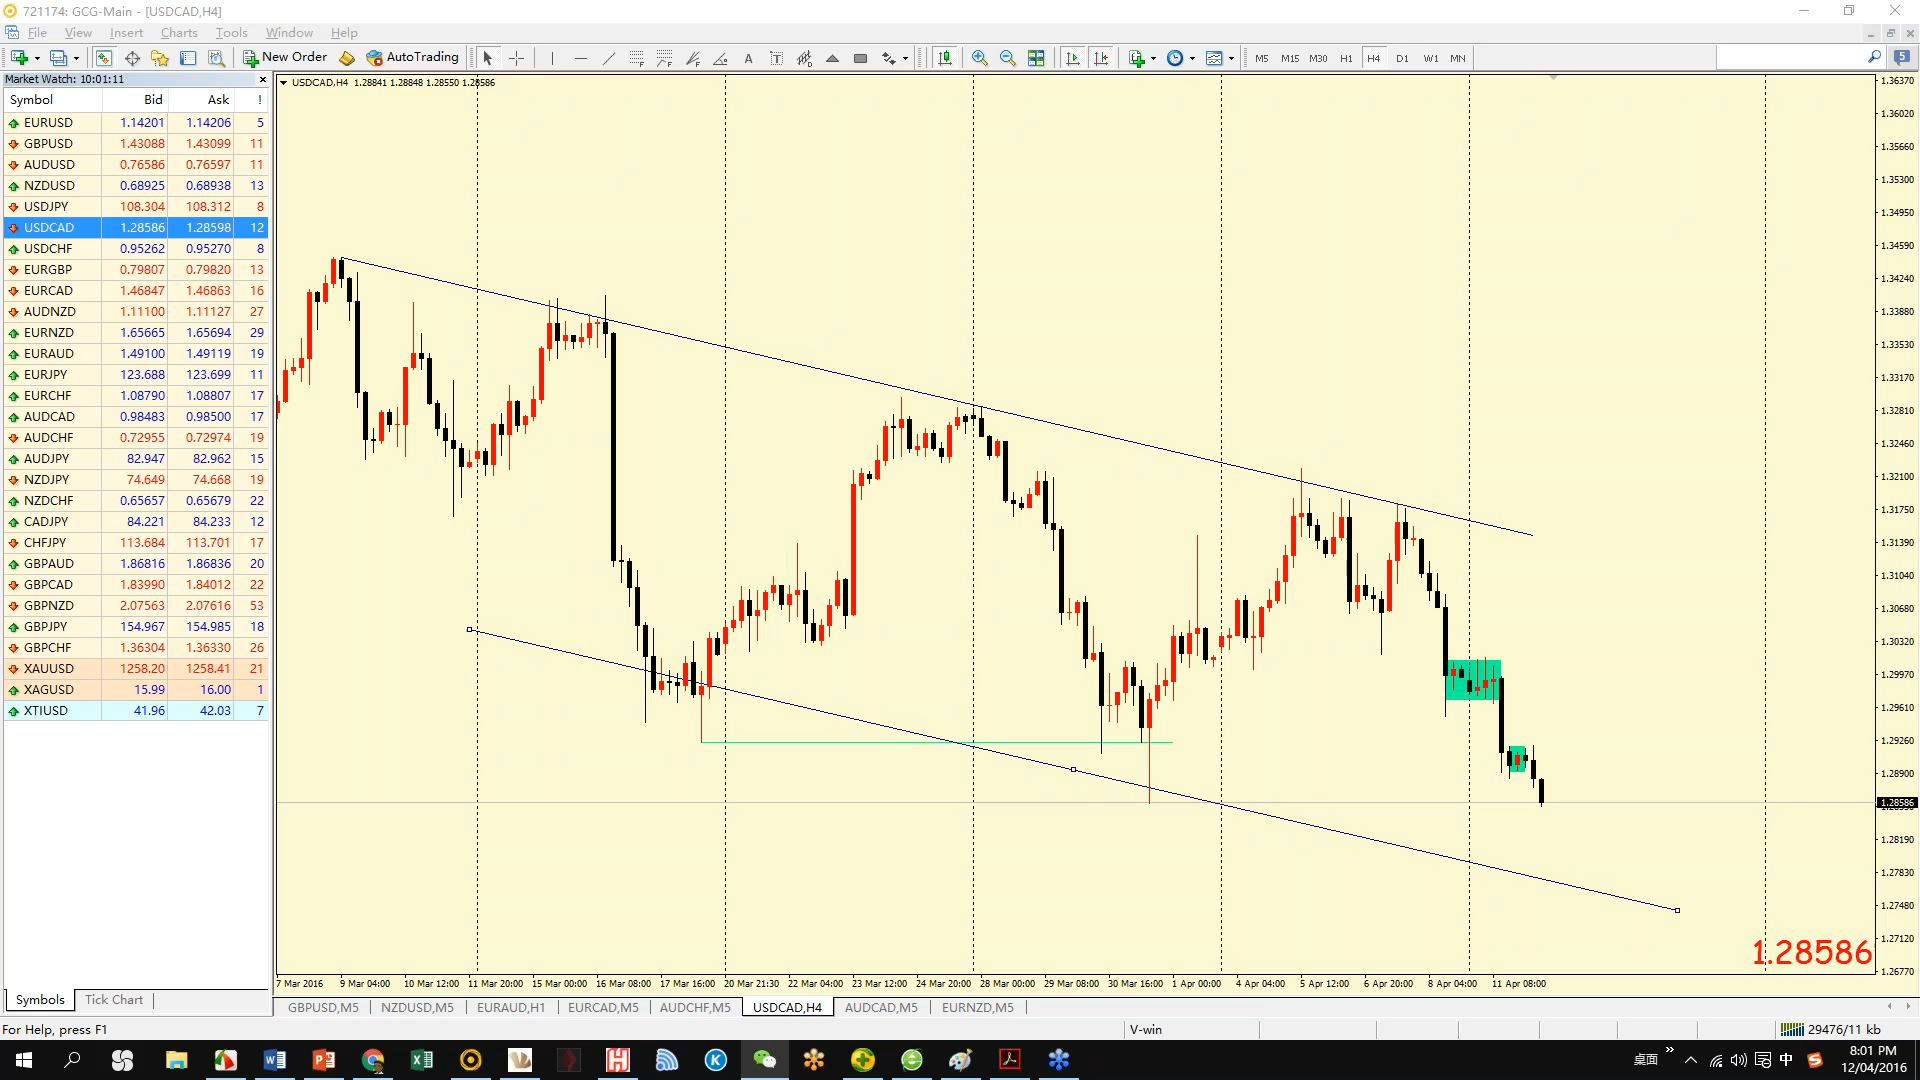 721174: GCG-Main - [USDCAD,H4]
File View Insert Charts Tools Window Help
New Order AutoTrading A T M5 M15 M30 H1 H4 D1 W1 MN 5
Market Watch: 10:01:11
Symbol Bid Ask !
EURUSD 1.14201 1.14206 5
GBPUSD 1.43088 1.43099 11
AUDUSD 0.76586 0.76597 11
NZDUSD 0.68925 0.68938 13
USDJPY 108.304 108.312 8
USDCAD 1.28586 1.28598 12
USDCHF 0.95262 0.95270 8
EURGBP 0.79807 0.79820 13
EURCAD 1.46847 1.46863 16
AUDNZD 1.11100 1.11127 27
EURNZD 1.65665 1.65694 29
EURAUD 1.49100 1.49119 19
EURJPY 123.688 123.699 11
EURCHF 1.08790 1.08807 17
AUDCAD 0.98483 0.98500 17
AUDCHF 0.72955 0.72974 19
AUDJPY 82.947 82.962 15
NZDJPY 74.649 74.668 19
NZDCHF 0.65657 0.65679 22
CADJPY 84.221 84.233 12
CHFJPY 113.684 113.701 17
GBPAUD 1.86816 1.86836 20
GBPCAD 1.83990 1.84012 22
GBPNZD 2.07563 2.07616 53
GBPJPY 154.967 154.985 18
GBPCHF 1.36304 1.36330 26
XAUUSD 1258.20 1258.41 21
XAGUSD 15.99 16.00 1
XTIUSD 41.96 42.03 7
Symbols Tick Chart
USDCAD,H4 1.28841 1.28848 1.28550 1.28586
1.36370
1.36020
1.35660
1.35300
1.34950
1.34590
1.34240
1.33880
1.33530
1.33170
1.32810
1.32460
1.32100
1.31750
1.31390
1.31040
1.30680
1.30320
1.29970
1.29610
1.29260
1.28900
1.28586
1.28190
1.27830
1.27480
1.27120
1.26770
1.28586
7 Mar 2016 9 Mar 04:00 10 Mar 12:00 11 Mar 20:00 15 Mar 00:00 16 Mar 08:00 17 Mar 16:00 20 Mar 21:30 22 Mar 04:00 23 Mar 12:00 24 Mar 20:00 28 Mar 00:00 29 Mar 08:00 30 Mar 16:00 1 Apr 00:00 4 Apr 04:00 5 Apr 12:00 6 Apr 20:00 8 Apr 04:00 11 Apr 08:00
GBPUSD,M5 NZDUSD,M5 EURAUD,H1 EURCAD,M5 AUDCHF,M5 USDCAD,H4 AUDCAD,M5 EURNZD,M5
For Help, press F1 V-win 29476/11 kb
桌面 中 8:01 PM
12/04/2016